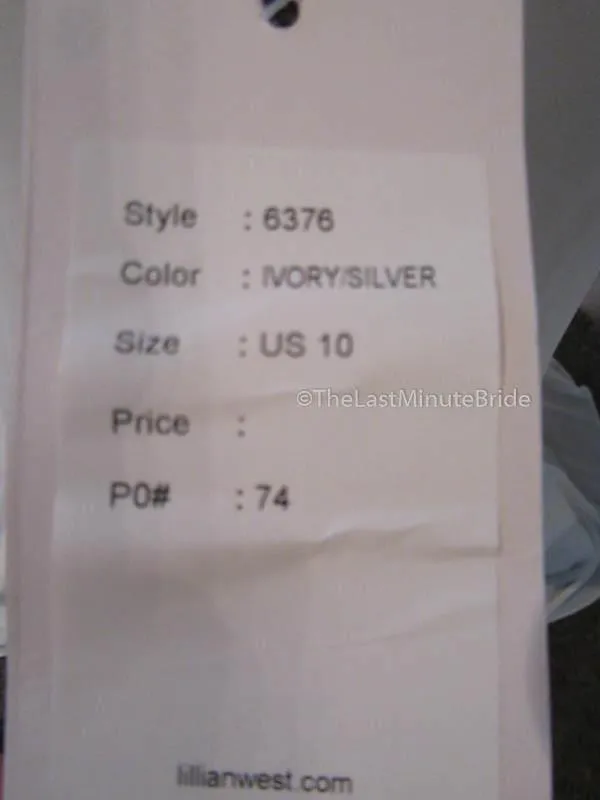 Style : 6376
Color : IVORY/SILVER
Size : US 10
©TheLastMinuteBride
Price :
P0# : 74
lillianwest.com